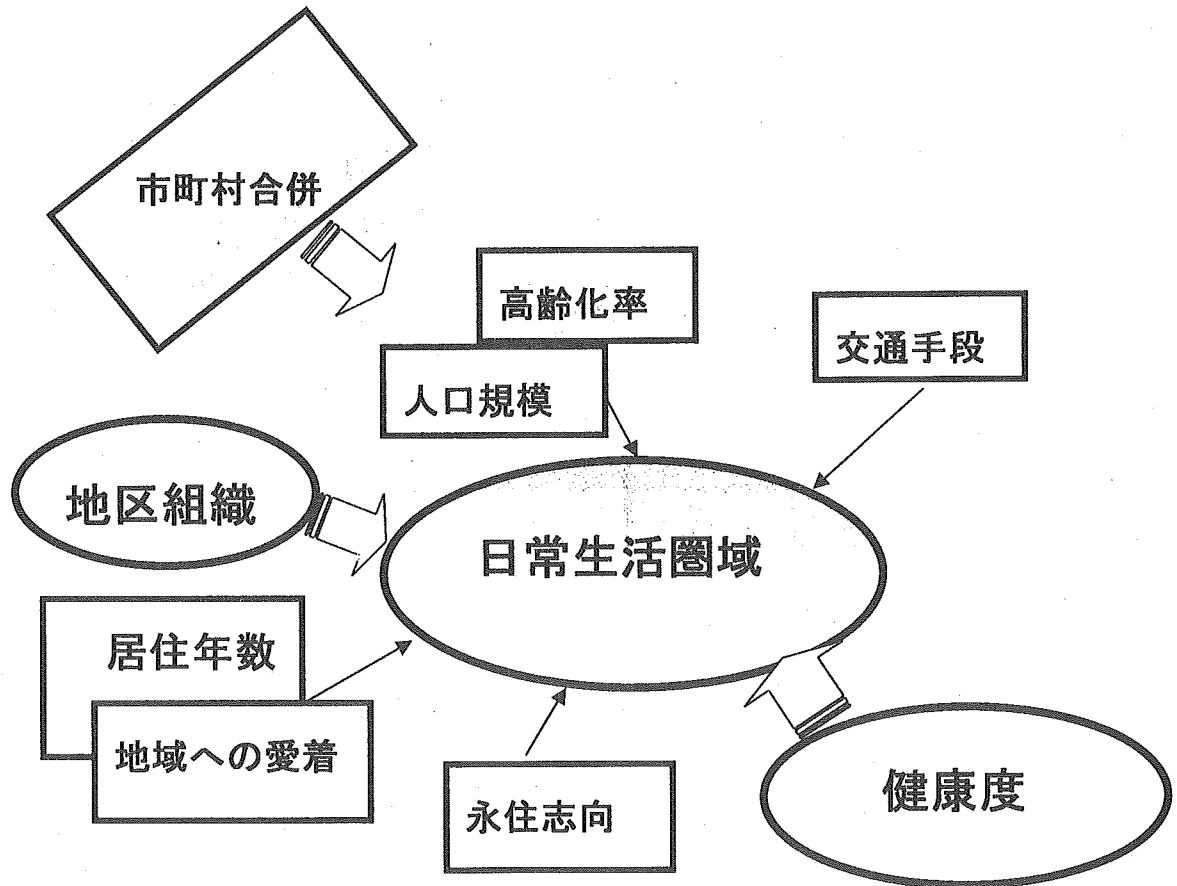 市町村合併
高齢化率
交通手段
人口規模
地区組織
日常生活圏域
居住年数
地域への愛着
永住志向
健康度